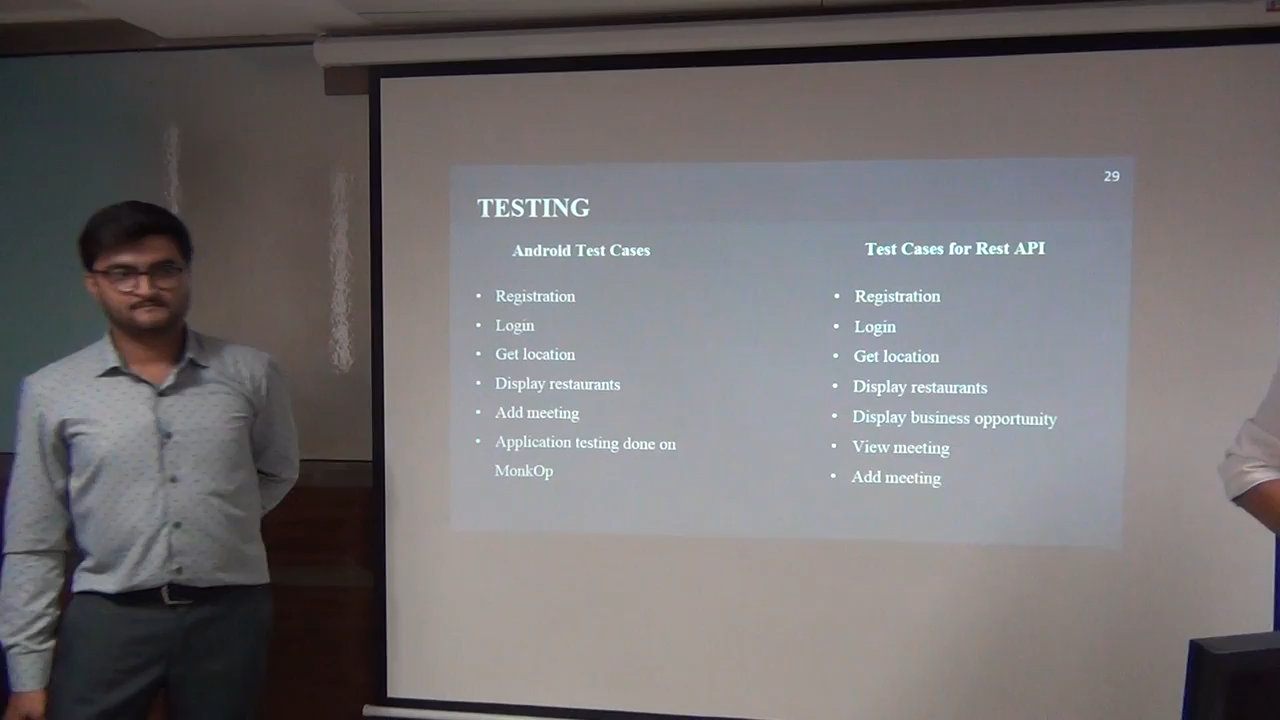 29
TESTING
Android Test Cases
• Registration
• Login
• Get location
• Display restaurants
• Add meeting
• Application testing done on
MonkOp
Test Cases for Rest API
• Registration
• Login
• Get location
• Display restaurants
• Display business opportunity
• View meeting
• Add meeting